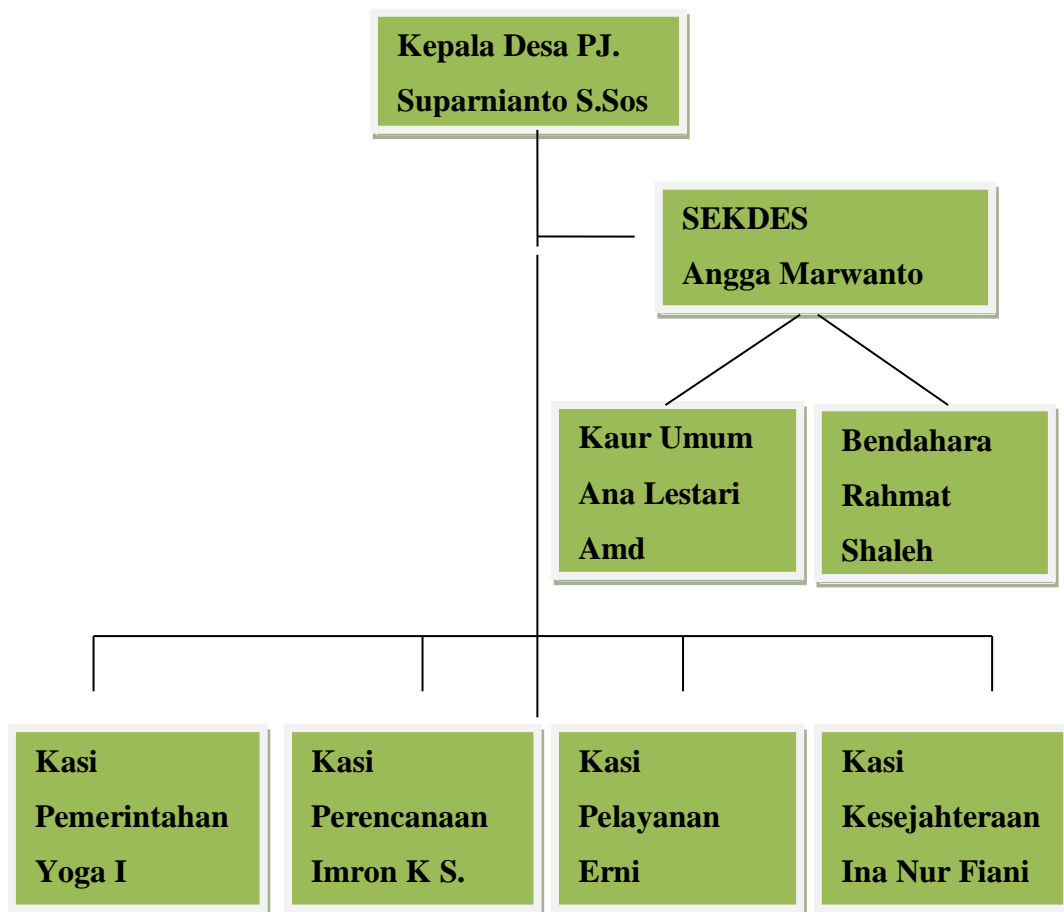 Kepala Desa PJ.
Suparnianto S.Sos
SEKDES
Angga Marwanto
Kaur Umum
Ana Lestari
Amd
Bendahara
Rahmat
Shaleh
Kasi
Pemerintahan
Yoga I
Kasi
Perencanaan
Imron K S.
Kasi
Pelayanan
Erni
Kasi
Kesejahteraan
Ina Nur Fiani